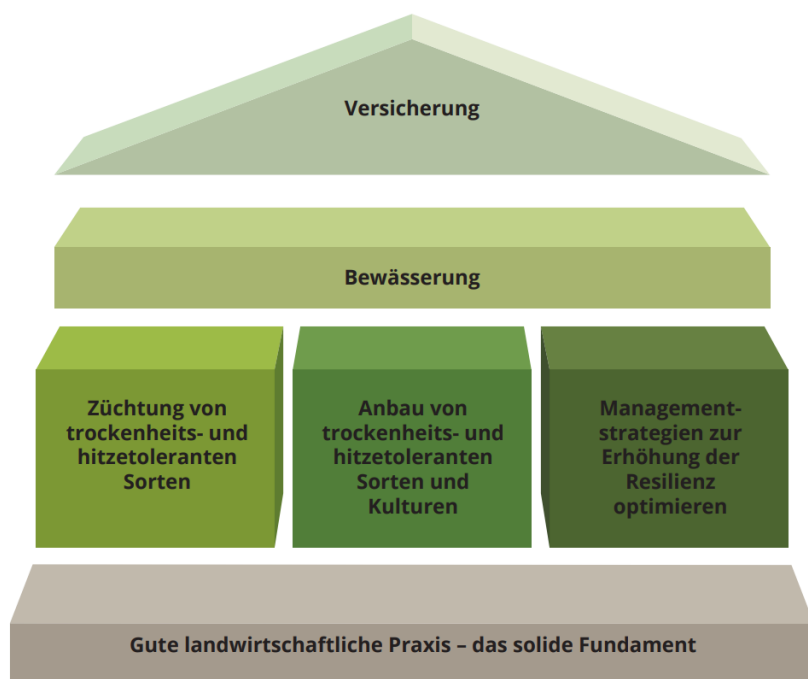 Versicherung
Bewässerung
Züchtung von
trockenheits- und
hitzetoleranten
Sorten
Anbau von
trockenheits- und
hitzetoleranten
Sorten und
Kulturen
Management-
strategien zur
Erhöhung der
Resilienz
optimieren
Gute landwirtschaftliche Praxis – das solide Fundament